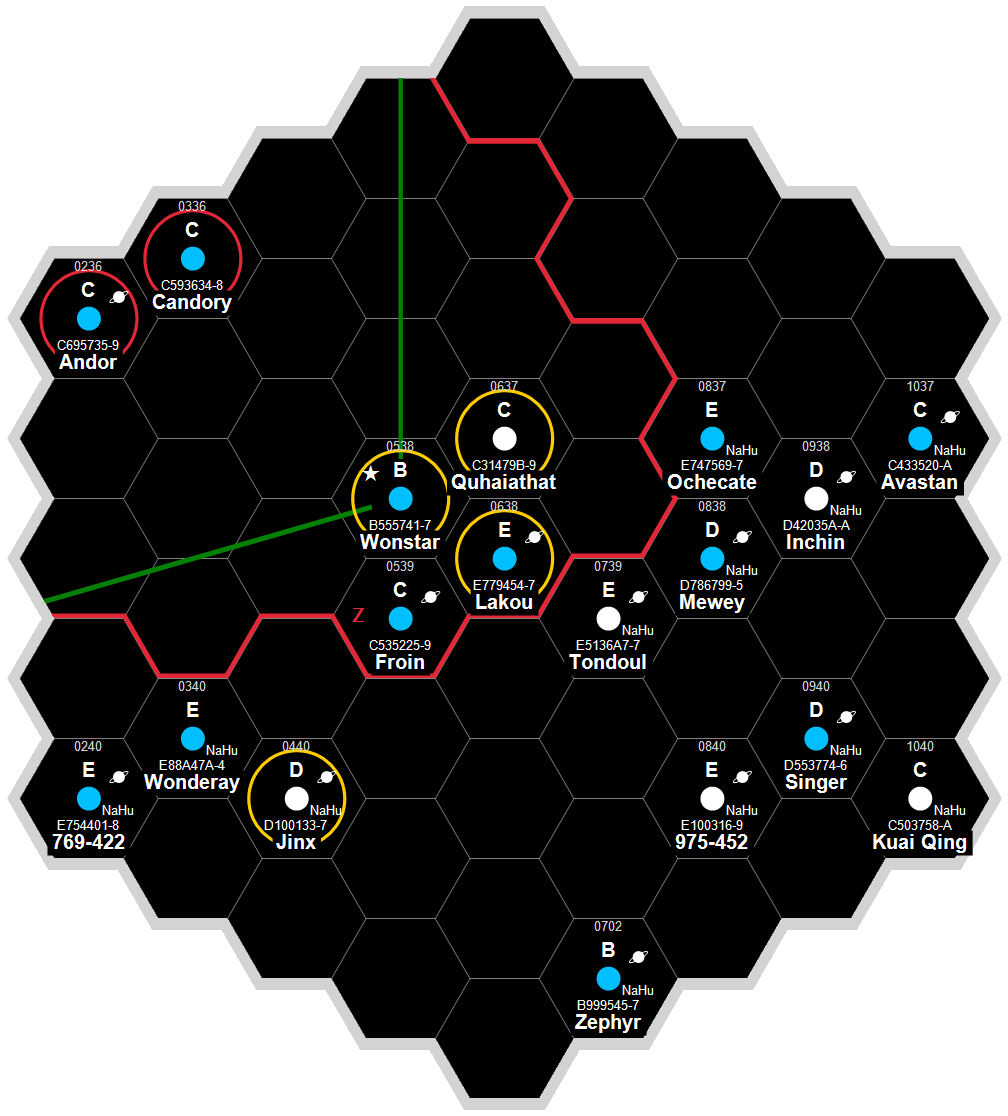 0336
C
C593634-8
Candory
0236
C
C695735-9
Andor
0637
C
C31479B-9
Quhaiathat
0837
E
NaHu
E747569-7
Ochecate
1037
C
NaHu
C433520-A
Avastan
0538
B
B555741-7
Wonstar
0938
D
NaHu
D42035A-A
Inchin
0638
E
E779454-7
Lakou
0838
D
NaHu
D786799-5
Mewey
0539
Z
C
C535225-9
Froin
0739
E
NaHu
E5136A7-7
Tondoul
0340
E
NaHu
E88A47A-4
Wonderay
0940
D
NaHu
D553774-6
Singer
0240
E
NaHu
E754401-8
769-422
0440
D
NaHu
D100133-7
Jinx
0840
E
NaHu
E100316-9
975-452
1040
C
NaHu
C503758-A
Kuai Qing
0702
B
NaHu
B999545-7
Zephyr